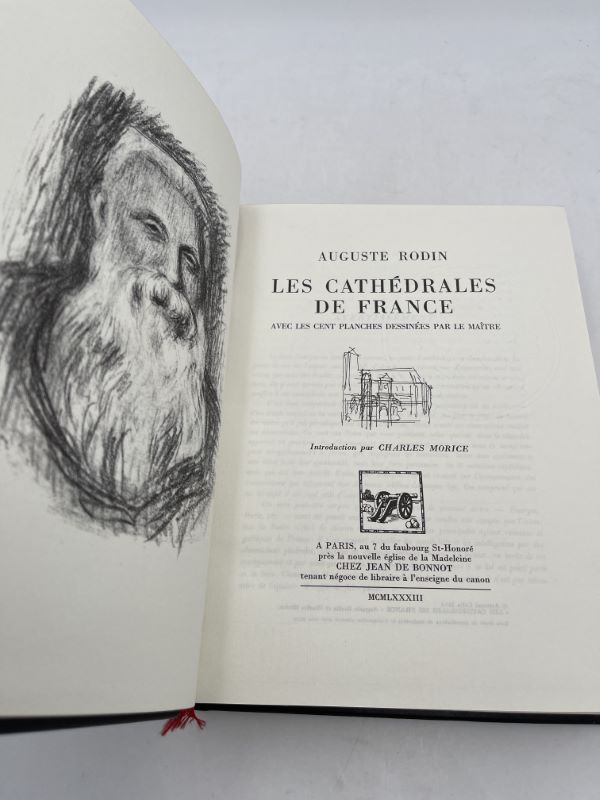 AUGUSTE RODIN
LES CATHÉDRALES
DE FRANCE
AVEC LES CENT PLANCHES DESSINÉES PAR LE MAÎTRE
Introduction par CHARLES MORICE
A PARIS, au 7 du faubourg St-Honoré
près la nouvelle église de la Madeleine
CHEZ JEAN DE BONNOT
tenant négoce de libraire à l'enseigne du canon
MCMLXXXIII